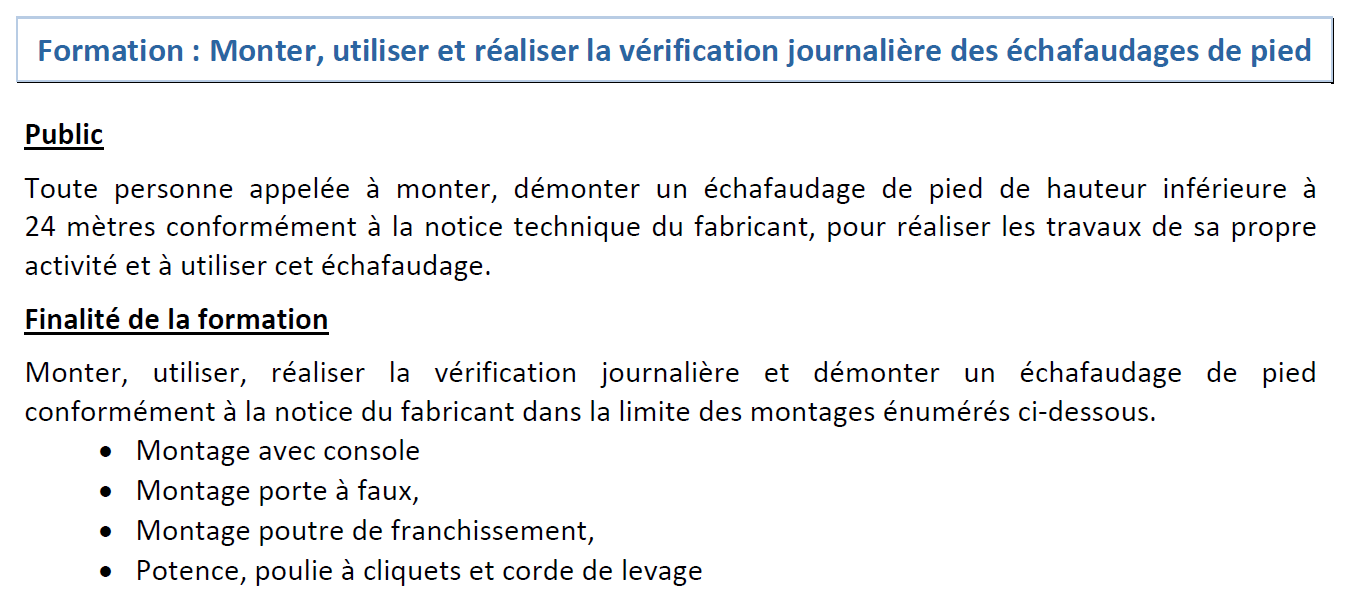 Formation : Monter, utiliser et réaliser la vérification journalière des échafaudages de pied
Public
Toute personne appelée à monter, démonter un échafaudage de pied de hauteur inférieure à
24 mètres conformément à la notice technique du fabricant, pour réaliser les travaux de sa propre
activité et à utiliser cet échafaudage.
Finalité de la formation
Monter, utiliser, réaliser la vérification journalière et démonter un échafaudage de pied
conformément à la notice du fabricant dans la limite des montages énumérés ci-dessous.
• Montage avec console
• Montage porte à faux,
• Montage poutre de franchissement,
• Potence, poulie à cliquets et corde de levage